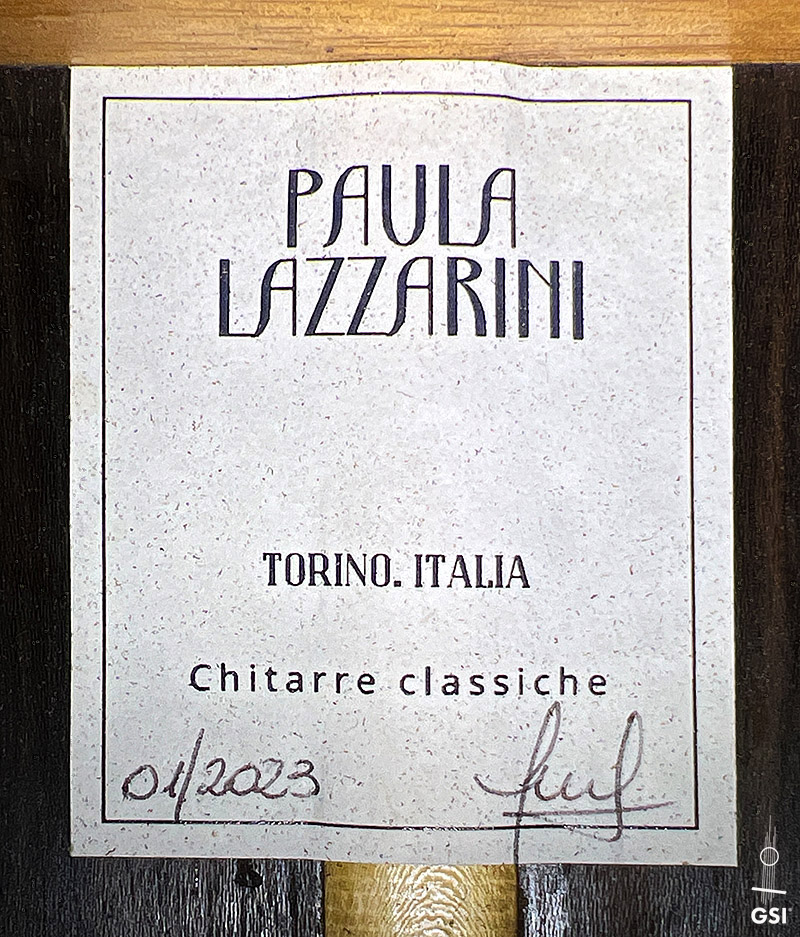 PAULA
LAZZARINI
TORINO. ITALIA
Chitarre classiche
01/2023
GSI